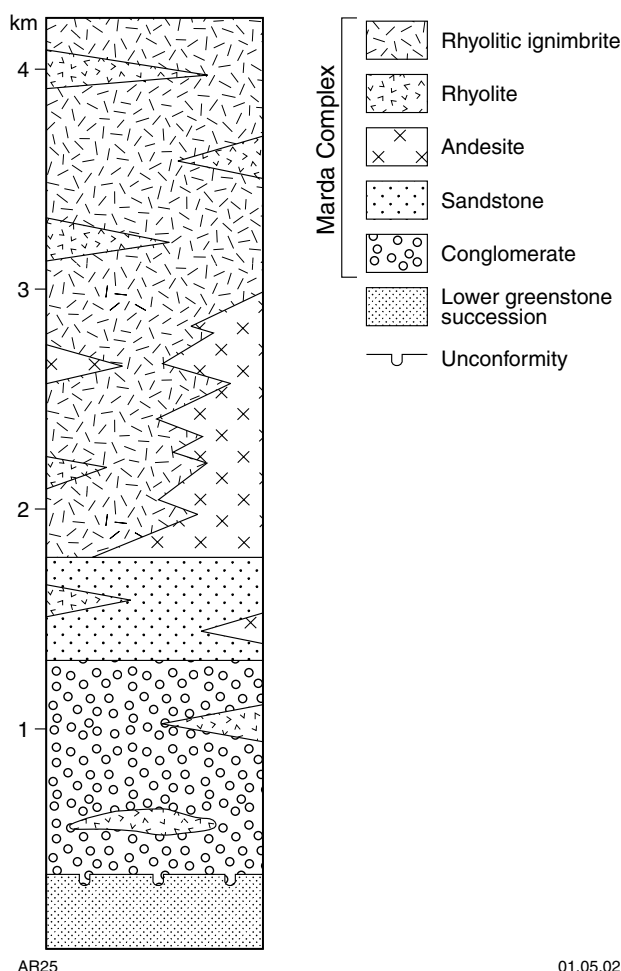 km
4
3
2
1
Marda Complex
Rhyolitic ignimbrite
Rhyolite
Andesite
Sandstone
Conglomerate
Lower greenstone
succession
Unconformity
AR25
01.05.02